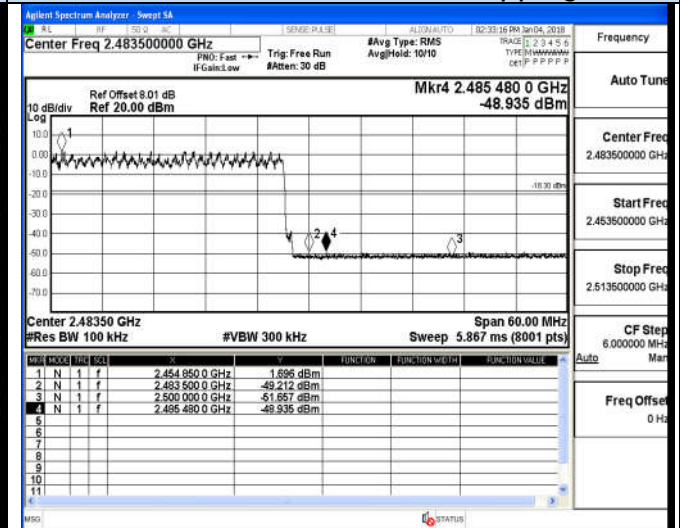 Agilent Spectrum Analyzer - Swept SA
RL RF 50 Ω AC SENSE:PULSE ALIGNAUTO 02:33:16 PM Jan 04, 2018
Center Freq 2.483500000 GHz
PNO: Fast
IFGain:Low
Trig: Free Run
#Atten: 30 dB
#Avg Type: RMS
Avg|Hold: 10/10
TRACE 1 2 3 4 5 6
TYPE
DET P P P P P P
Ref Offset 8.01 dB
Ref 20.00 dBm
10 dB/div
Log
Mkr4 2.485 480 0 GHz
-48.935 dBm
10.0
0.00
-10.0
-20.0
-30.0
-40.0
-50.0
-60.0
-70.0
1
2
4
3
-18.30 dBm
Center 2.48350 GHz
Span 60.00 MHz
#Res BW 100 kHz
#VBW 300 kHz
Sweep 5.867 ms (8001 pts)
MKR MODE TRC SCL X Y FUNCTION FUNCTION WIDTH FUNCTION VALUE
1 N 1 f 2.454 850 0 GHz 1.696 dBm
2 N 1 f 2.483 500 0 GHz -49.212 dBm
3 N 1 f 2.500 000 0 GHz -51.657 dBm
4 N 1 f 2.485 480 0 GHz -48.935 dBm
5
6
7
8
9
10
11
MSG
STATUS
Frequency
Auto Tune
Center Freq
2.483500000 GHz
Start Freq
2.453500000 GHz
Stop Freq
2.513500000 GHz
CF Step
6.000000 MHz
Auto Man
Freq Offset
0 Hz